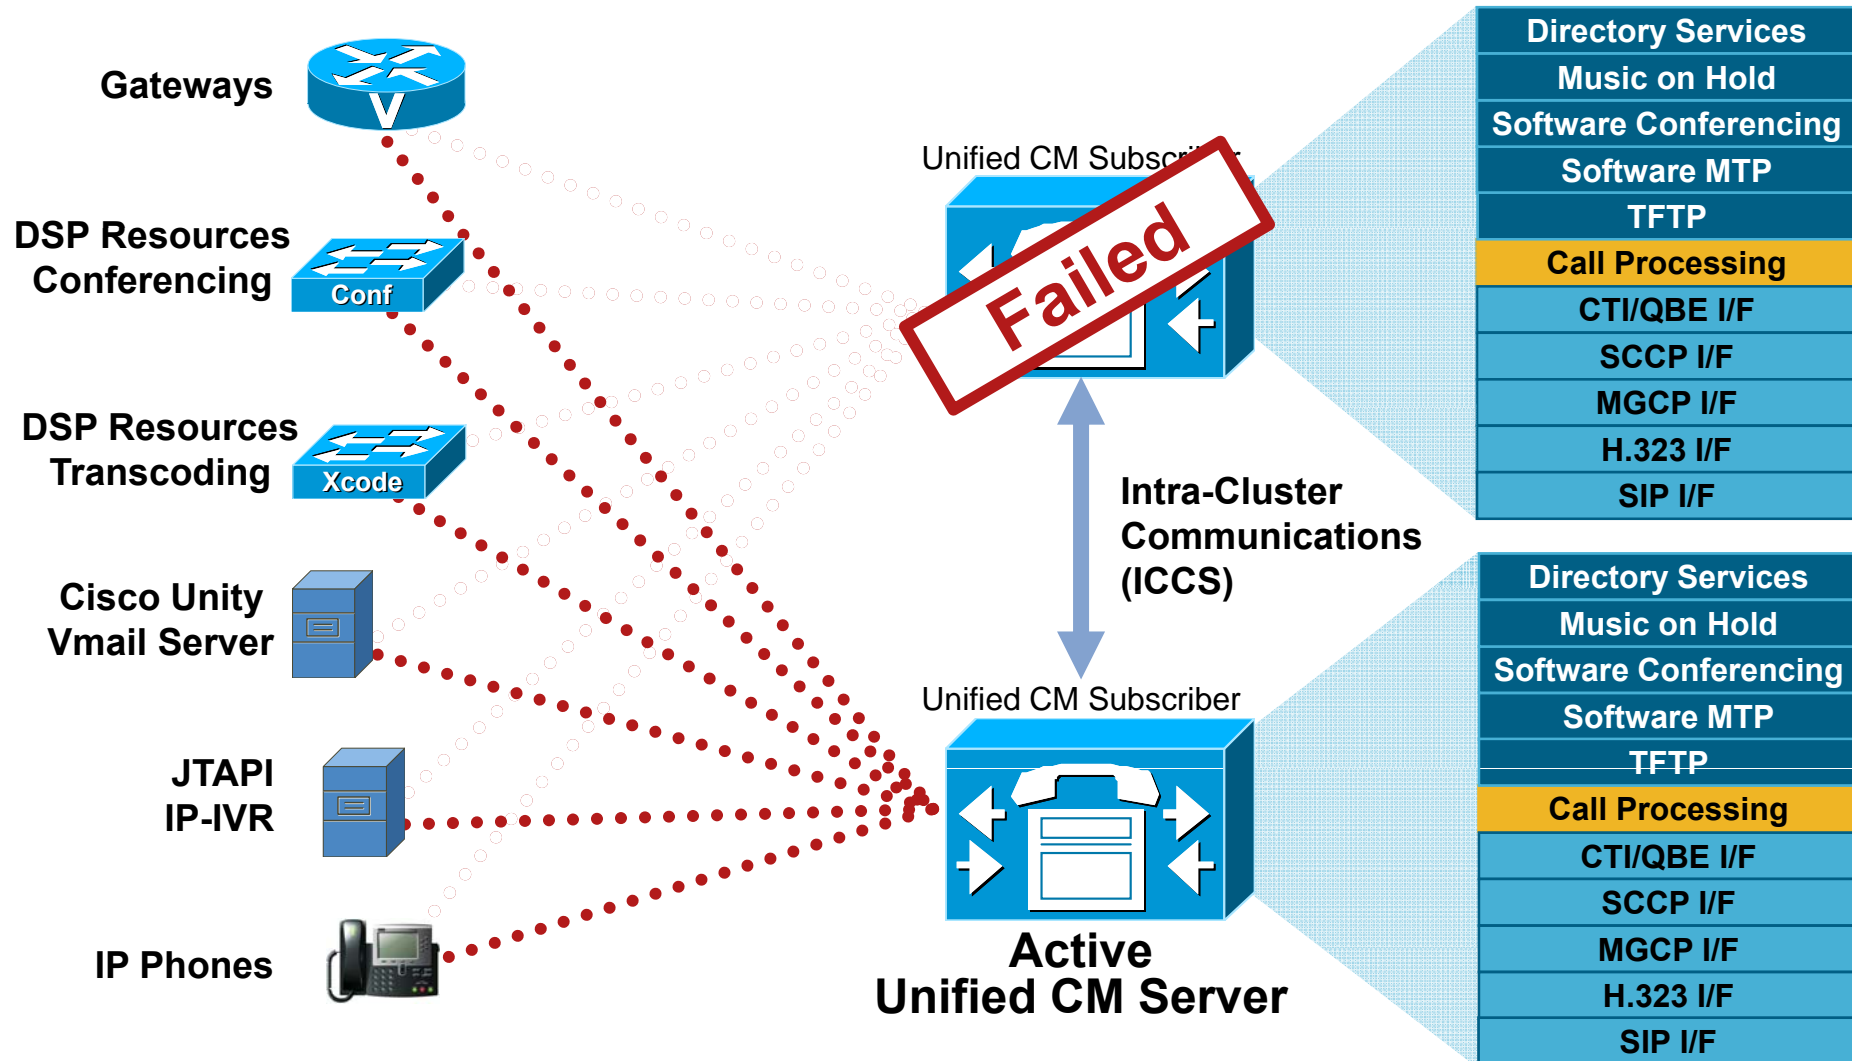 Gateways
V
DSP Resources
Conferencing
Conf
DSP Resources
Transcoding
Xcode
Cisco Unity
Vmail Server
JTAPI
IP-IVR
IP Phones
Unified CM Subscriber
Failed
Intra-Cluster
Communications
(ICCS)
Unified CM Subscriber
Active
Unified CM Server
Directory Services
Music on Hold
Software Conferencing
Software MTP
TFTP
Call Processing
CTI/QBE I/F
SCCP I/F
MGCP I/F
H.323 I/F
SIP I/F
Directory Services
Music on Hold
Software Conferencing
Software MTP
TFTP
Call Processing
CTI/QBE I/F
SCCP I/F
MGCP I/F
H.323 I/F
SIP I/F